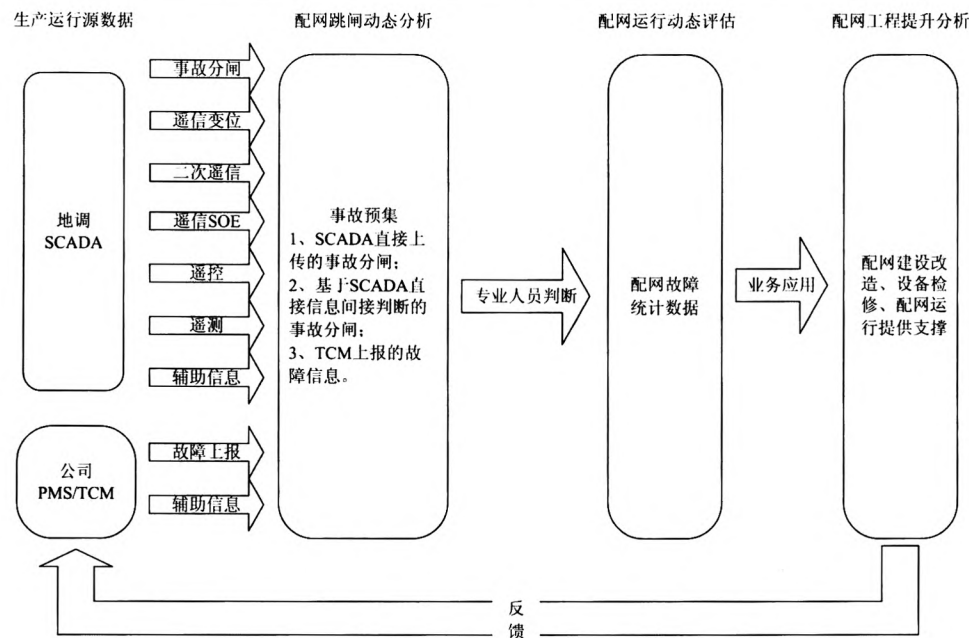 生产运行源数据
配网跳闸动态分析
配网运行动态评估
配网工程提升分析
地调
SCADA
事故分闸
遥信变位
二次遥信
遥信SOE
遥控
遥测
辅助信息
公司
PMS/TCM
故障上报
辅助信息
事故预集
1、SCADA直接上
传的事故分闸；
2、基于SCADA直
接信息间接判断的
事故分闸；
3、TCM上报的故
障信息。
专业人员判断
配网故障
统计数据
业务应用
配网建设改
造、设备检
修、配网运
行提供支撑
反
馈